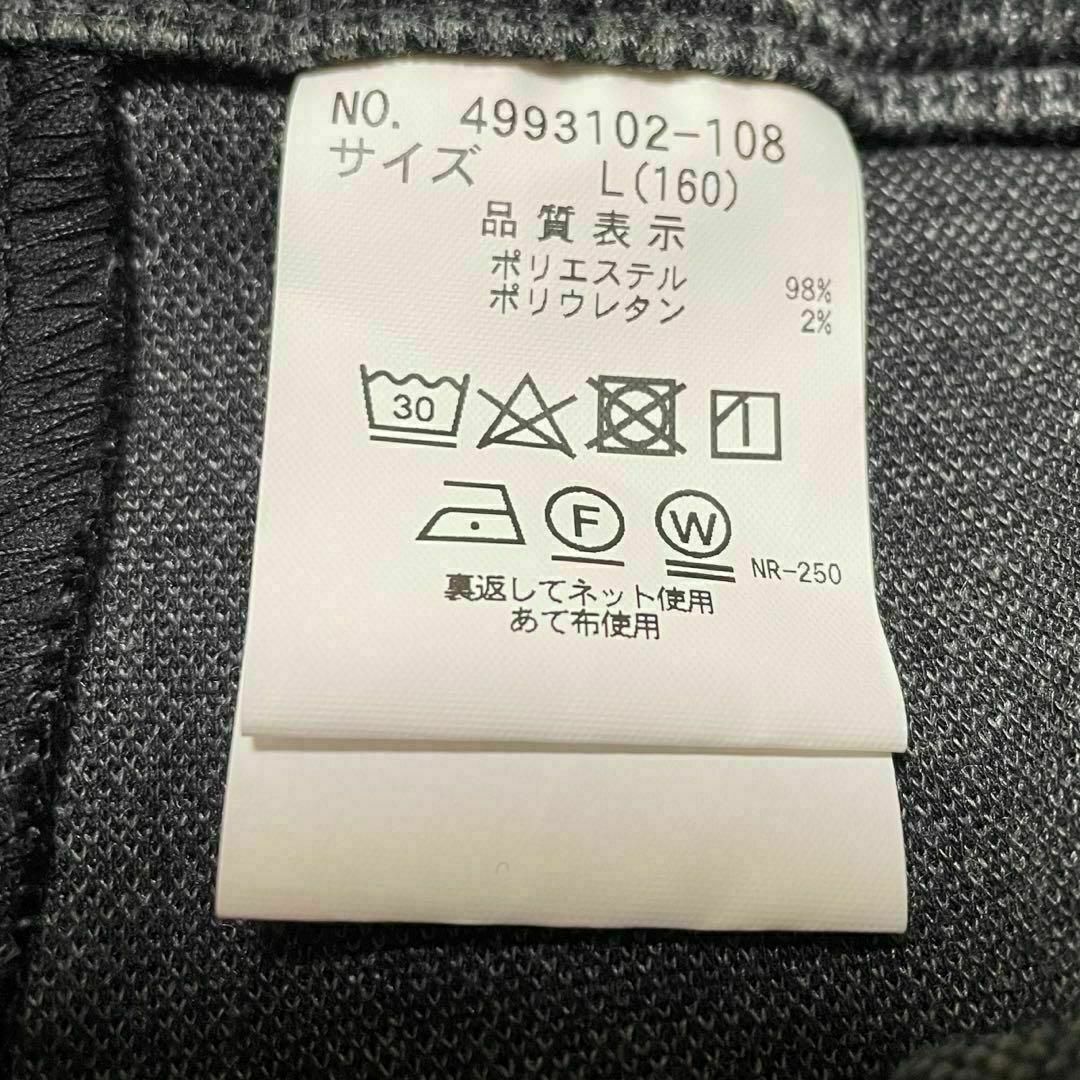 NO. 4993102-108
サイズ L(160)
品質表示
ポリエステル 98%
ポリウレタン 2%
30
F W NR-250
裏返してネット使用
あて布使用